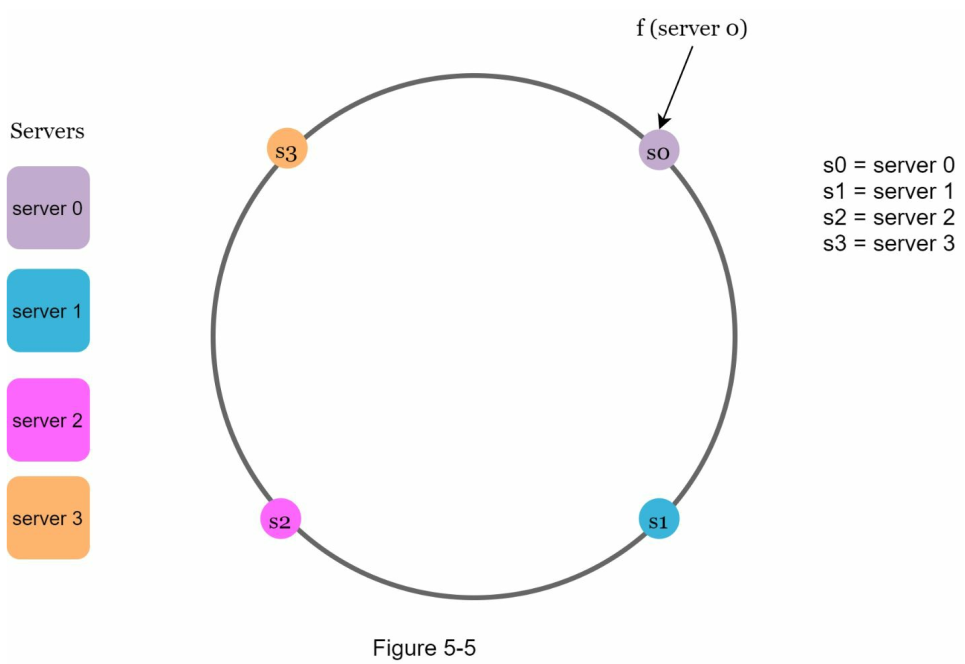 f (server 0)
Servers
server 0
server 1
server 2
server 3
s3
s0
s2
s1
s0 = server 0
s1 = server 1
s2 = server 2
s3 = server 3
Figure 5-5